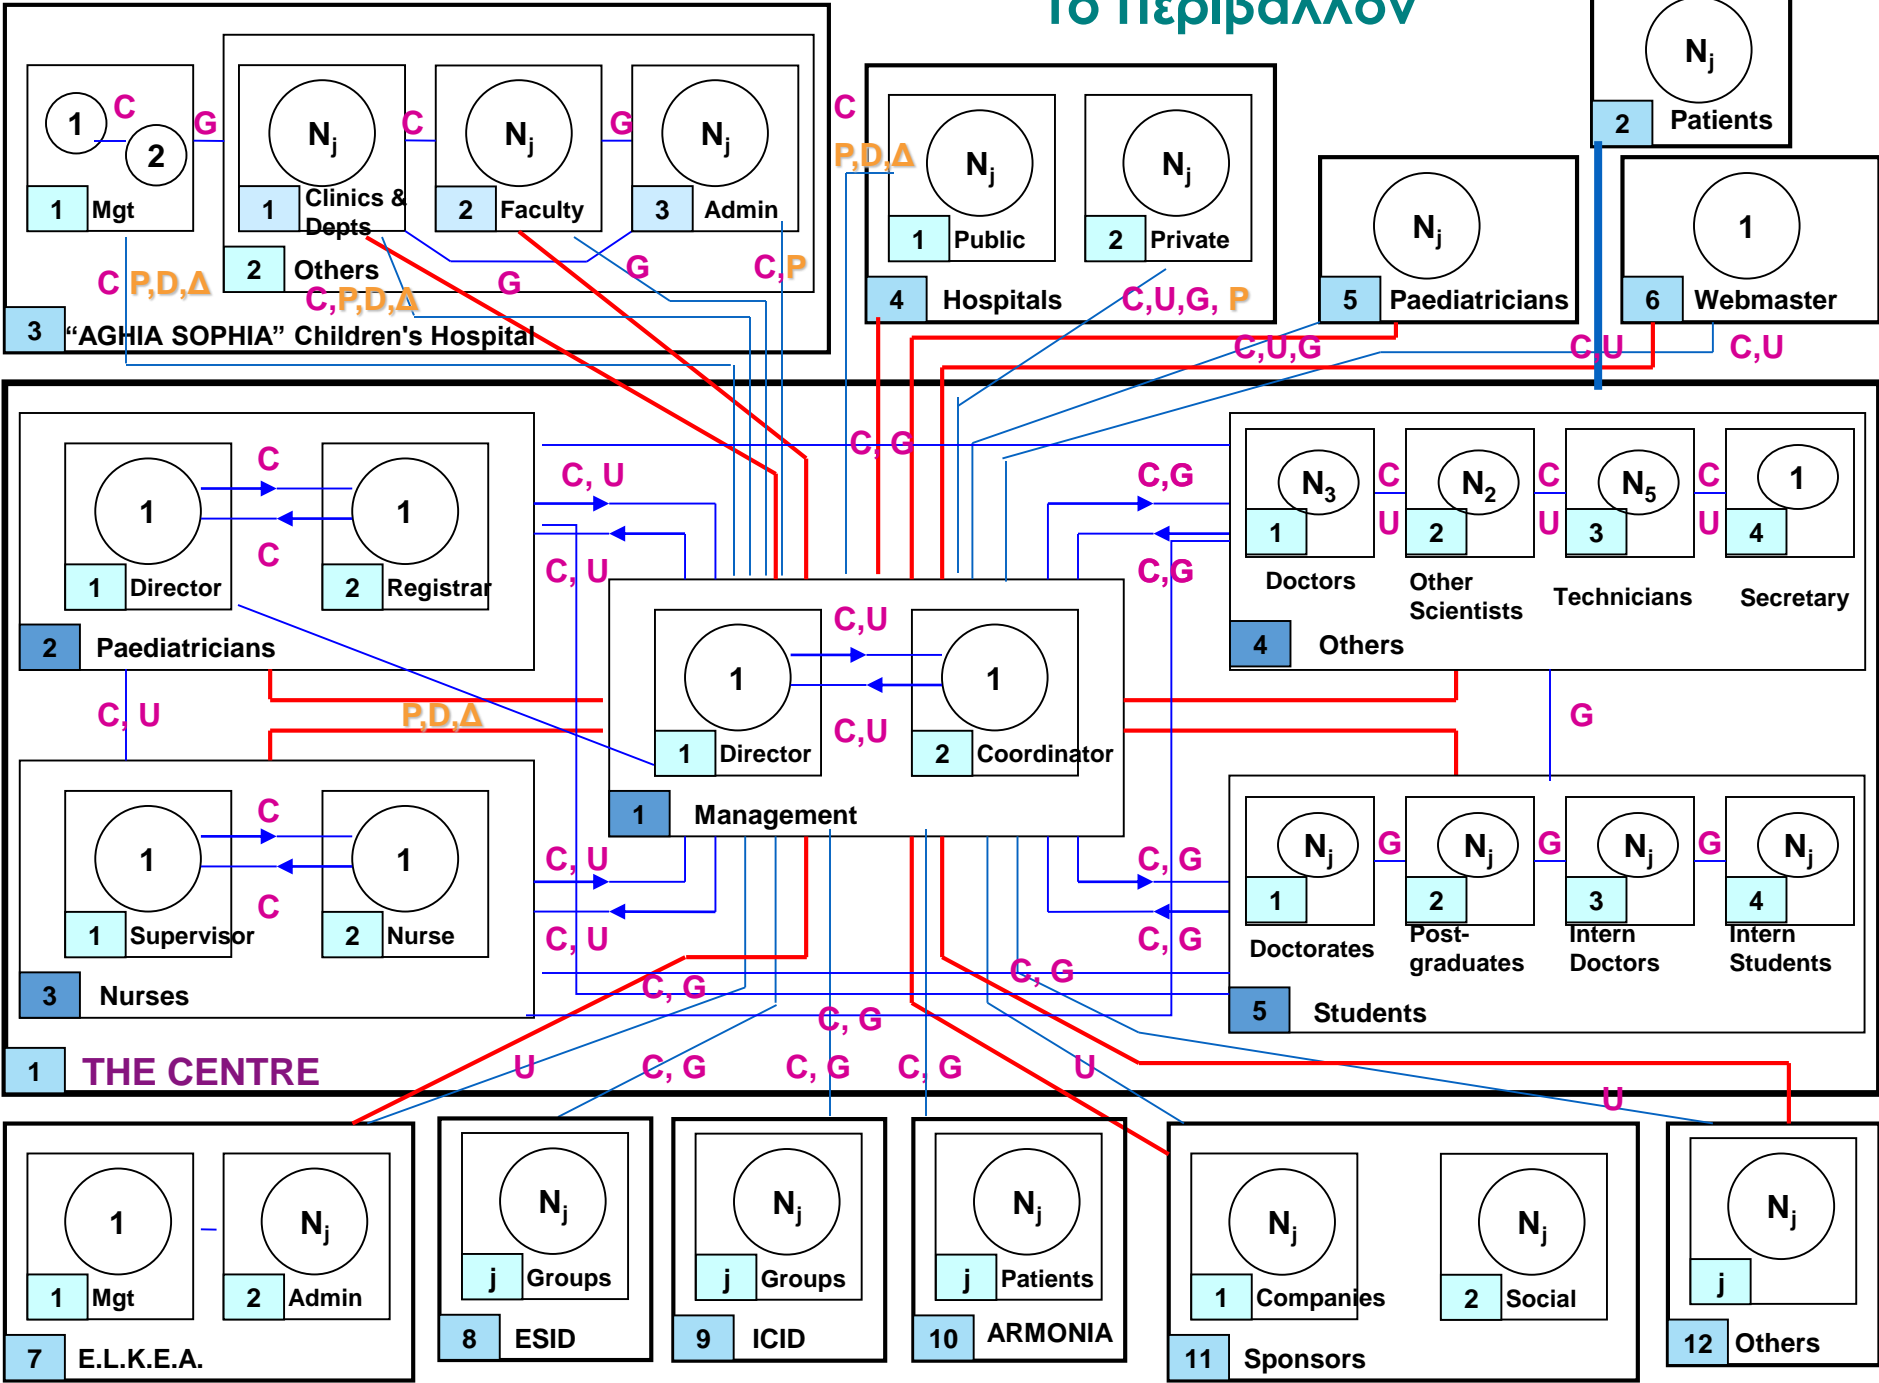 Το Περιβάλλον
1
C
2
1 Mgt
G
Nj
1 Clinics &
Depts
C
Nj
2 Faculty
G
Nj
3 Admin
2 Others
G
G
C,P
C P,D,Δ
C,P,D,Δ
3 “AGHIA SOPHIA” Children's Hospital
C
P,D,Δ
Nj
1 Public
Nj
2 Private
4 Hospitals
C,U,G, P
Nj
2 Patients
Nj
5 Paediatricians
1
6 Webmaster
C,U,G
C,U
C,U
C, G
1
C
C
1
1 Director
2 Registrar
2 Paediatricians
C, U
C, U
C,G
C,G
N3
1
Doctors
C
U
N2
2
Other
Scientists
C
U
N5
3
Technicians
C
U
1
4
Secretary
4 Others
C, U
P,D,Δ
1
C,U
C,U
1
1 Director
2 Coordinator
1 Management
G
1
C
C
1
1 Supervisor
2 Nurse
3 Nurses
C, U
C, U
C, G
C, G
Nj
1
Doctorates
G
Nj
2
Post-
graduates
G
Nj
3
Intern
Doctors
G
Nj
4
Intern
Students
5 Students
C, G
C, G
C, G
1 THE CENTRE
U
C, G
C, G
C, G
U
U
1
1 Mgt
Nj
2 Admin
7 E.L.K.E.A.
Nj
j Groups
8 ESID
Nj
j Groups
9 ICID
Nj
j Patients
10 ARMONIA
Nj
1 Companies
Nj
2 Social
11 Sponsors
Nj
j
12 Others